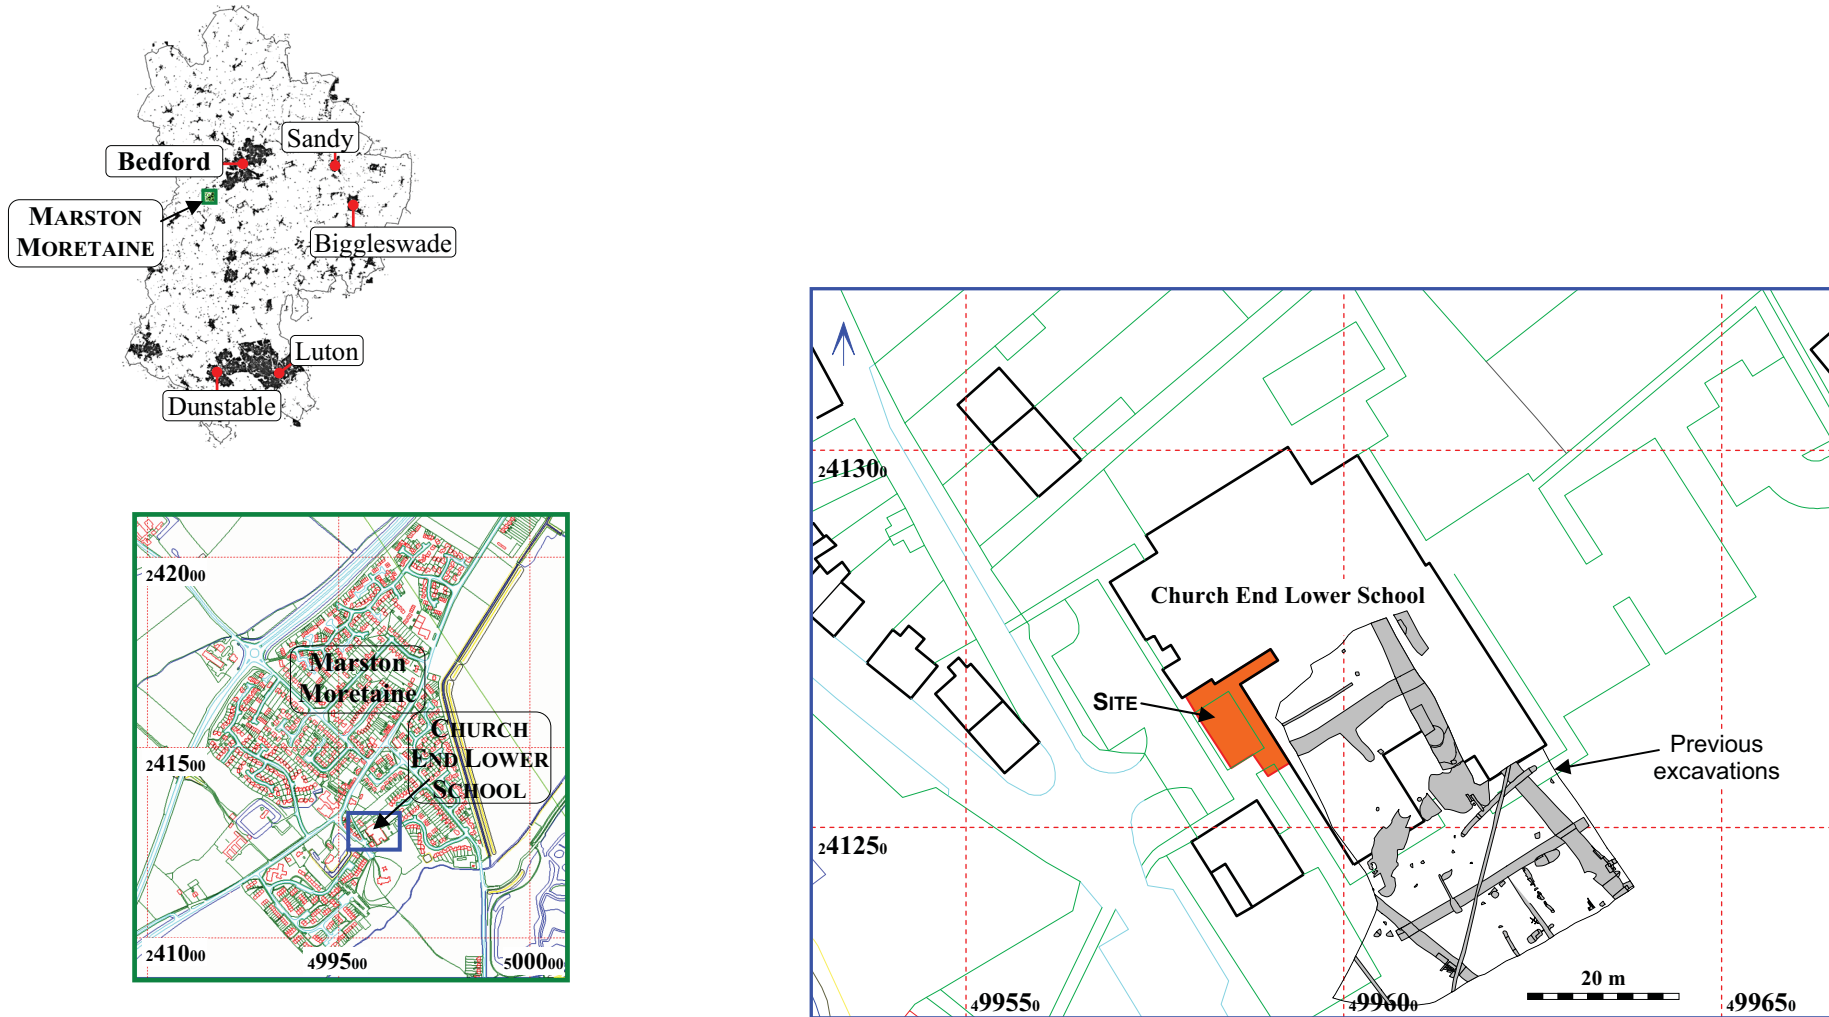 Sandy
Bedford
MARSTON
MORETAINE
Biggleswade
Luton
Dunstable
242000
Marston
Moretaine
CHURCH
END LOWER
SCHOOL
241500
241000
499500
500000
241300
Church End Lower School
SITE
Previous
excavations
241250
20 m
499550
499600
499650